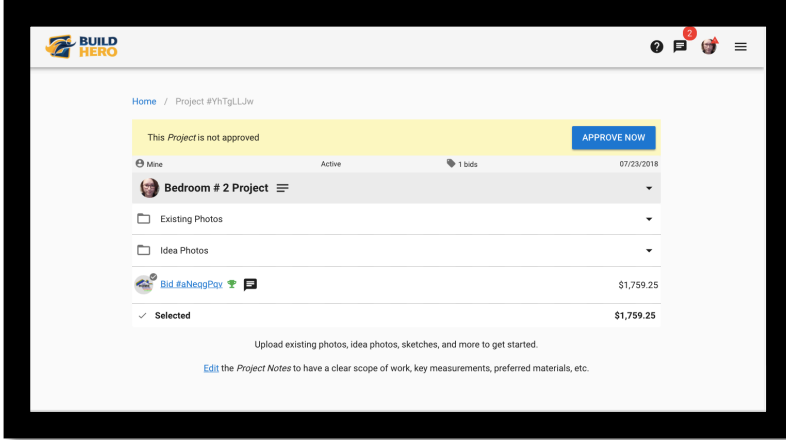 BUILD
HERO
2
Home / Project #YhTgLLJw
This Project is not approved
APPROVE NOW
Mine Active 1 bids 07/23/2018
Bedroom # 2 Project
Existing Photos
Idea Photos
Bid #aNeqgPqv $1,759.25
Selected $1,759.25
Upload existing photos, idea photos, sketches, and more to get started.
Edit the Project Notes to have a clear scope of work, key measurements, preferred materials, etc.